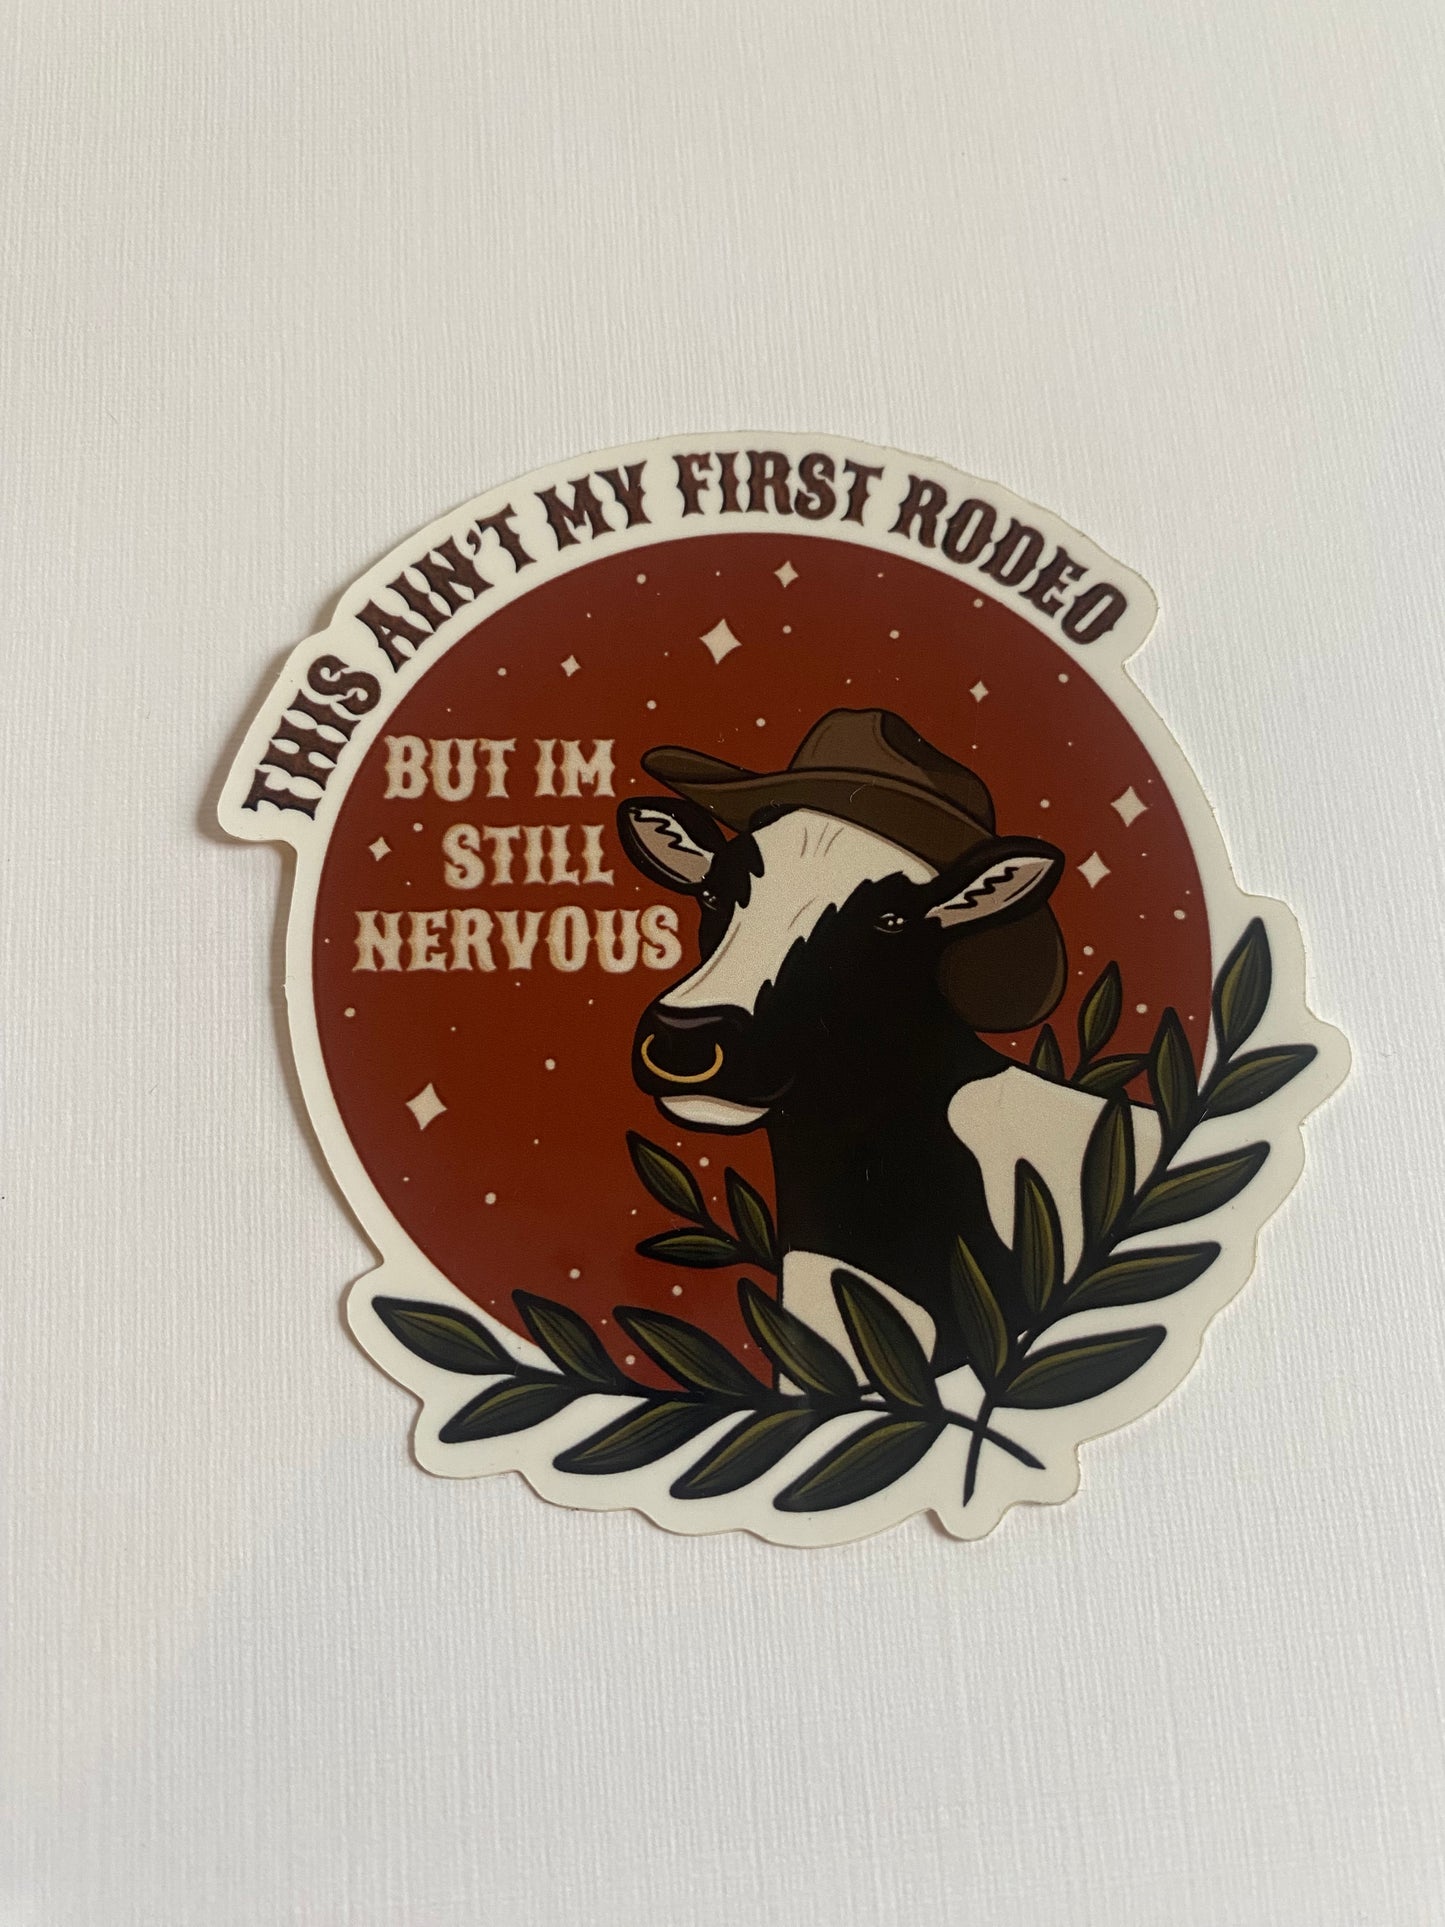 THIS AIN'T MY FIRST RODEO
BUT IM
STILL
NERVOUS